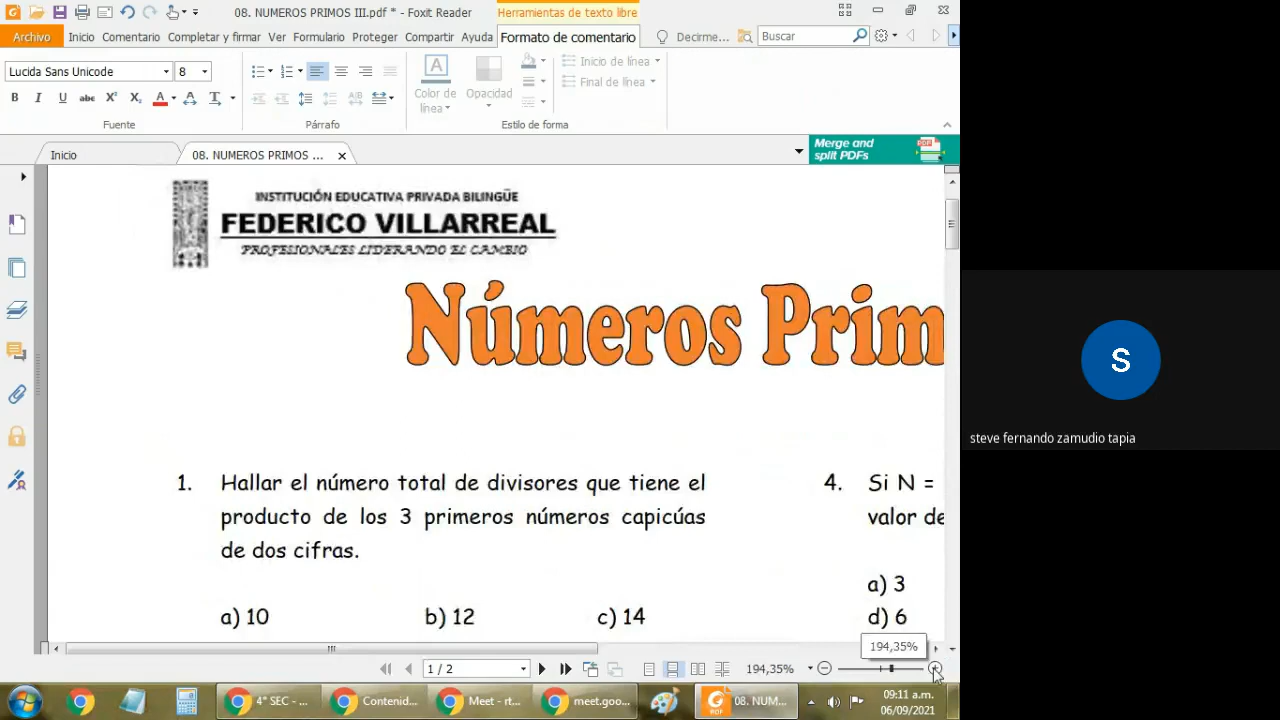 08. NUMEROS PRIMOS III.pdf * - Foxit Reader
Herramientas de texto libre
Archivo Inicio Comentario Completar y firmar Ver Formulario Proteger Compartir Ayuda Formato de comentario Decirme... Buscar
Lucida Sans Unicode 8
B I U abc X² X₂ A A T
Fuente
Párrafo
Color de línea
Opacidad
Inicio de línea
Final de línea
Estilo de forma
Inicio
08. NUMEROS PRIMOS ...
Merge and
split PDFs
INSTITUCIÓN EDUCATIVA PRIVADA BILINGÜE
FEDERICO VILLARREAL
PROFESIONALES LIDERANDO EL CAMBIO
Números Prim
1. Hallar el número total de divisores que tiene el
producto de los 3 primeros números capicúas
de dos cifras.
a) 10 b) 12 c) 14
4. Si N =
valor de
a) 3
d) 6
194,35%
1 / 2
194,35%
4° SEC - ...
Contenid...
Meet - rt...
meet.goo...
08. NUM...
09:11 a.m.
06/09/2021
S
steve fernando zamudio tapia